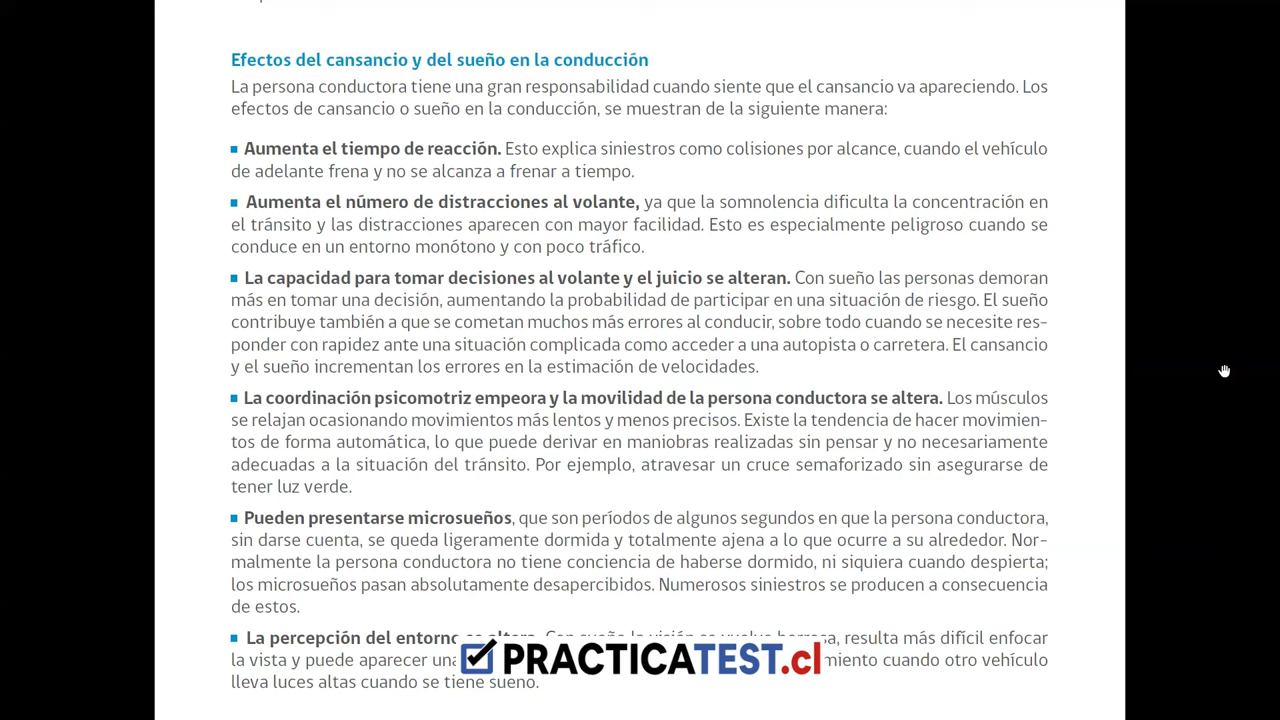 Efectos del cansancio y del sueño en la conducción
La persona conductora tiene una gran responsabilidad cuando siente que el cansancio va apareciendo. Los
efectos de cansancio o sueño en la conducción, se muestran de la siguiente manera:
Aumenta el tiempo de reacción. Esto explica siniestros como colisiones por alcance, cuando el vehículo
de adelante frena y no se alcanza a frenar a tiempo.
Aumenta el número de distracciones al volante, ya que la somnolencia dificulta la concentración en
el tránsito y las distracciones aparecen con mayor facilidad. Esto es especialmente peligroso cuando se
conduce en un entorno monótono y con poco tráfico.
La capacidad para tomar decisiones al volante y el juicio se alteran. Con sueño las personas demoran
más en tomar una decisión, aumentando la probabilidad de participar en una situación de riesgo. El sueño
contribuye también a que se cometan muchos más errores al conducir, sobre todo cuando se necesite res-
ponder con rapidez ante una situación complicada como acceder a una autopista o carretera. El cansancio
y el sueño incrementan los errores en la estimación de velocidades.
La coordinación psicomotriz empeora y la movilidad de la persona conductora se altera. Los músculos
se relajan ocasionando movimientos más lentos y menos precisos. Existe la tendencia de hacer movimien-
tos de forma automática, lo que puede derivar en maniobras realizadas sin pensar y no necesariamente
adecuadas a la situación del tránsito. Por ejemplo, atravesar un cruce semaforizado sin asegurarse de
tener luz verde.
Pueden presentarse microsueños, que son períodos de algunos segundos en que la persona conductora,
sin darse cuenta, se queda ligeramente dormida y totalmente ajena a lo que ocurre a su alrededor. Nor-
malmente la persona conductora no tiene conciencia de haberse dormido, ni siquiera cuando despierta;
los microsueños pasan absolutamente desapercibidos. Numerosos siniestros se producen a consecuencia
de estos.
La percepción del entorno se altera. Con sueño la visión se vuelve borrosa, resulta más difícil enfocar
la vista y puede aparecer una cuando otro vehículo
lleva luces altas cuando se tiene sueño.
PRACTICATEST.cl